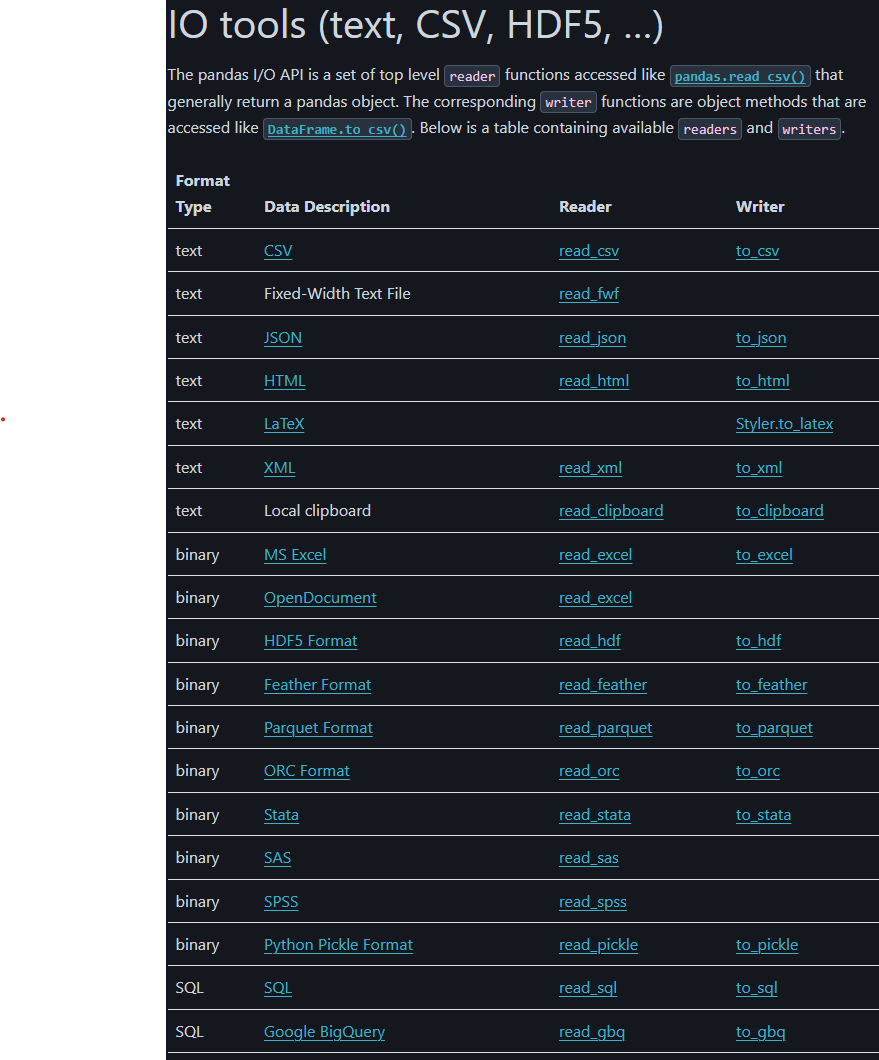 IO tools (text, CSV, HDF5, …)
The pandas I/O API is a set of top level reader functions accessed like pandas.read_csv() that
generally return a pandas object. The corresponding writer functions are object methods that are
accessed like DataFrame.to_csv(). Below is a table containing available readers and writers.
Format
Type Data Description Reader Writer
text CSV read_csv to_csv
text Fixed-Width Text File read_fwf
text JSON read_json to_json
text HTML read_html to_html
text LaTeX Styler.to_latex
text XML read_xml to_xml
text Local clipboard read_clipboard to_clipboard
binary MS Excel read_excel to_excel
binary OpenDocument read_excel
binary HDF5 Format read_hdf to_hdf
binary Feather Format read_feather to_feather
binary Parquet Format read_parquet to_parquet
binary ORC Format read_orc to_orc
binary Stata read_stata to_stata
binary SAS read_sas
binary SPSS read_spss
binary Python Pickle Format read_pickle to_pickle
SQL SQL read_sql to_sql
SQL Google BigQuery read_gbq to_gbq